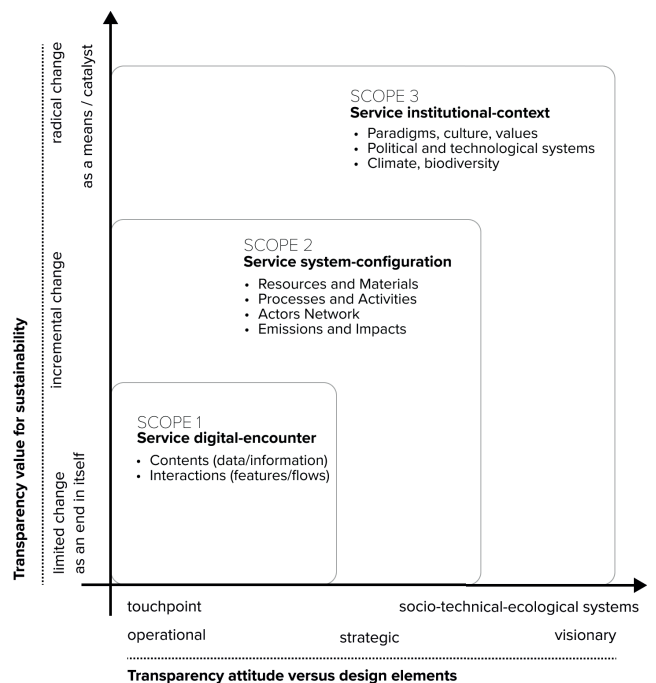 SCOPE 3
Service institutional-context
• Paradigms, culture, values
• Political and technological systems
• Climate, biodiversity
SCOPE 2
Service system-configuration
• Resources and Materials
• Processes and Activities
• Actors Network
• Emissions and Impacts
SCOPE 1
Service digital-encounter
• Contents (data/information)
• Interactions (features/flows)
Transparency value for sustainability
limited change
incremental change
radical change
as an end in itself
as a means / catalyst
touchpoint
socio-technical-ecological systems
operational
strategic
visionary
Transparency attitude versus design elements